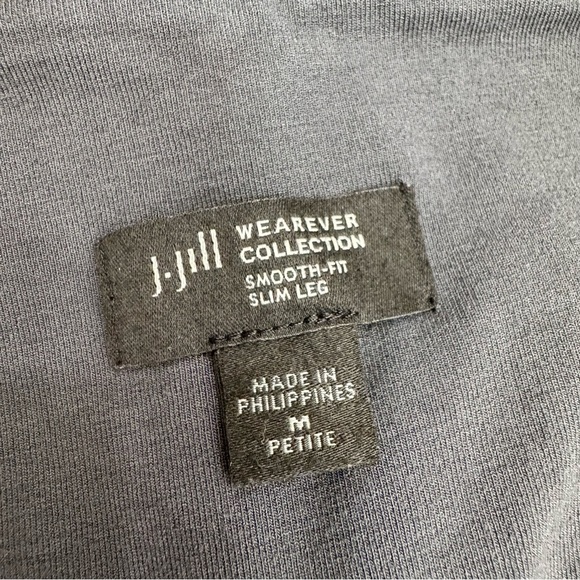 J.Jill
WEAREVER
COLLECTION
SMOOTH-FIT
SLIM LEG
MADE IN
PHILIPPINES
M
PETITE